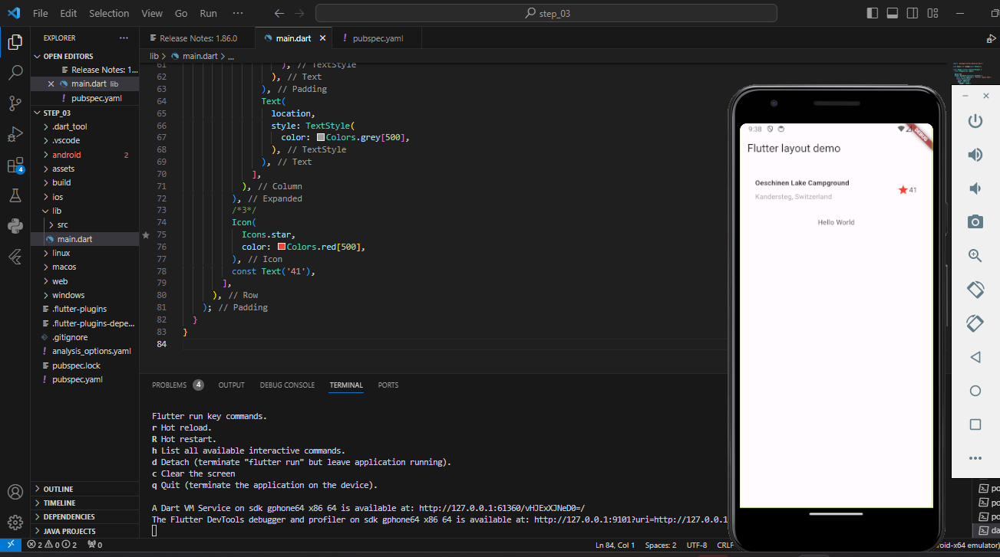 File Edit Selection View Go Run ··· step_03
EXPLORER ···
OPEN EDITORS
Release Notes: 1....
main.dart lib
! pubspec.yaml
STEP_03
.dart_tool
.vscode
android 2
assets
build
ios
lib
src
main.dart
linux
macos
web
windows
.flutter-plugins
.flutter-plugins-depe...
.gitignore
! analysis_options.yaml
pubspec.lock
! pubspec.yaml
OUTLINE
TIMELINE
DEPENDENCIES
JAVA PROJECTS
4
Release Notes: 1.86.0 main.dart ! pubspec.yaml
lib > main.dart > ...
61 ), // TextStyle
62 ), // Text
63 ), // Padding
64 Text(
65 location,
66 style: TextStyle(
67 color: Colors.grey[500],
68 ), // TextStyle
69 ), // Text
70 ],
71 ), // Column
72 ), // Expanded
73 /*3*/
74 Icon(
75 Icons.star,
76 color: Colors.red[500],
77 ), // Icon
78 const Text('41'),
79 ],
80 ), // Row
81 ); // Padding
82 }
83 }
84
PROBLEMS 4 OUTPUT DEBUG CONSOLE TERMINAL PORTS
Flutter run key commands.
r Hot reload.
R Hot restart.
h List all available interactive commands.
d Detach (terminate "flutter run" but leave application running).
c Clear the screen
q Quit (terminate the application on the device).
A Dart VM Service on sdk gphone64 x86 64 is available at: http://127.0.0.1:61360/vHJExXJNeD0=/
The Flutter DevTools debugger and profiler on sdk gphone64 x86 64 is available at: http://127.0.0.1:9101?uri=http://127.0.0.1
2 0 2 0 Ln 84, Col 1 Spaces: 2 UTF-8 CRLF roid-x64 emulator)
9:38
DEBUG
Flutter layout demo
Oeschinen Lake Campground
41
Kandersteg, Switzerland
Hello World
po
po
po
da